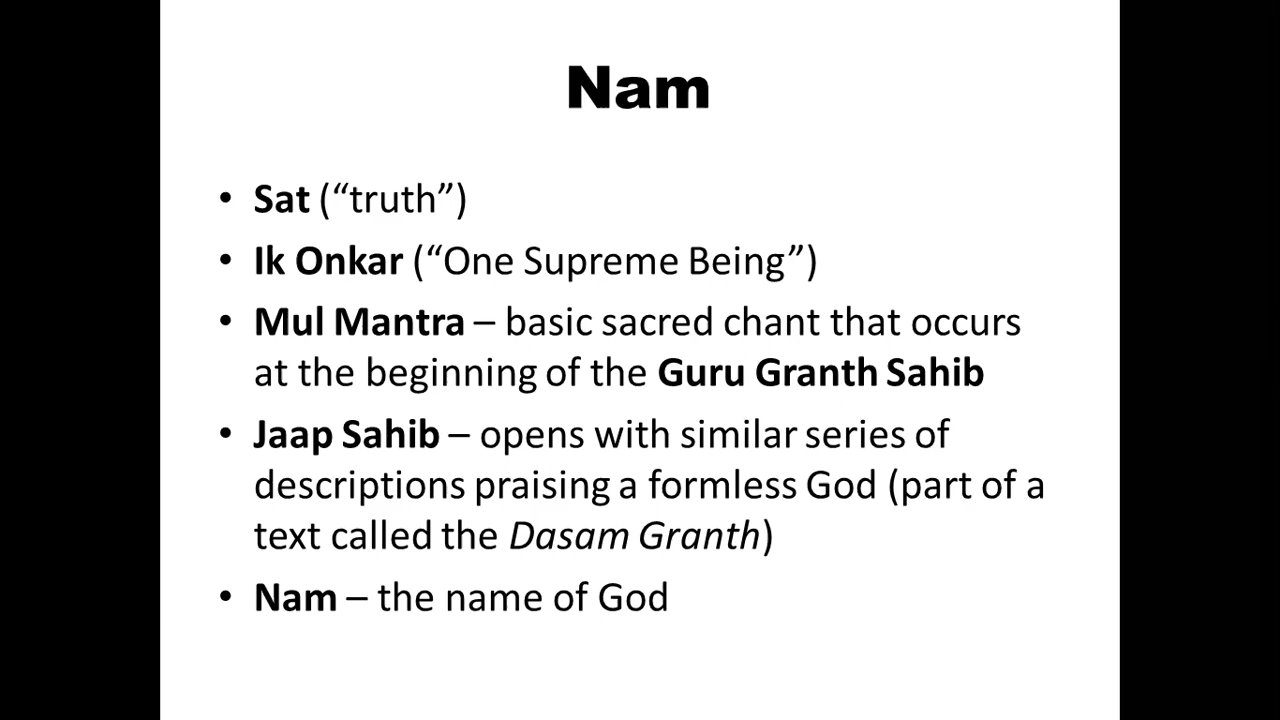 Nam
• Sat (“truth”)
• Ik Onkar (“One Supreme Being”)
• Mul Mantra – basic sacred chant that occurs
at the beginning of the Guru Granth Sahib
• Jaap Sahib – opens with similar series of
descriptions praising a formless God (part of a
text called the Dasam Granth)
• Nam – the name of God